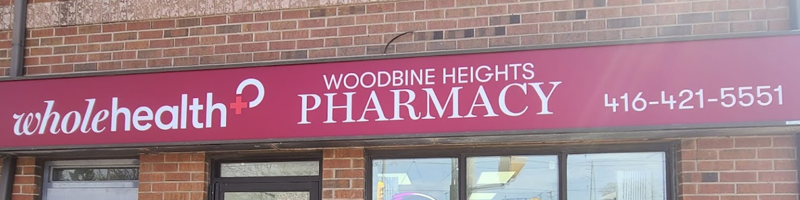 wholehealth
WOODBINE HEIGHTS
PHARMACY
416-421-5551